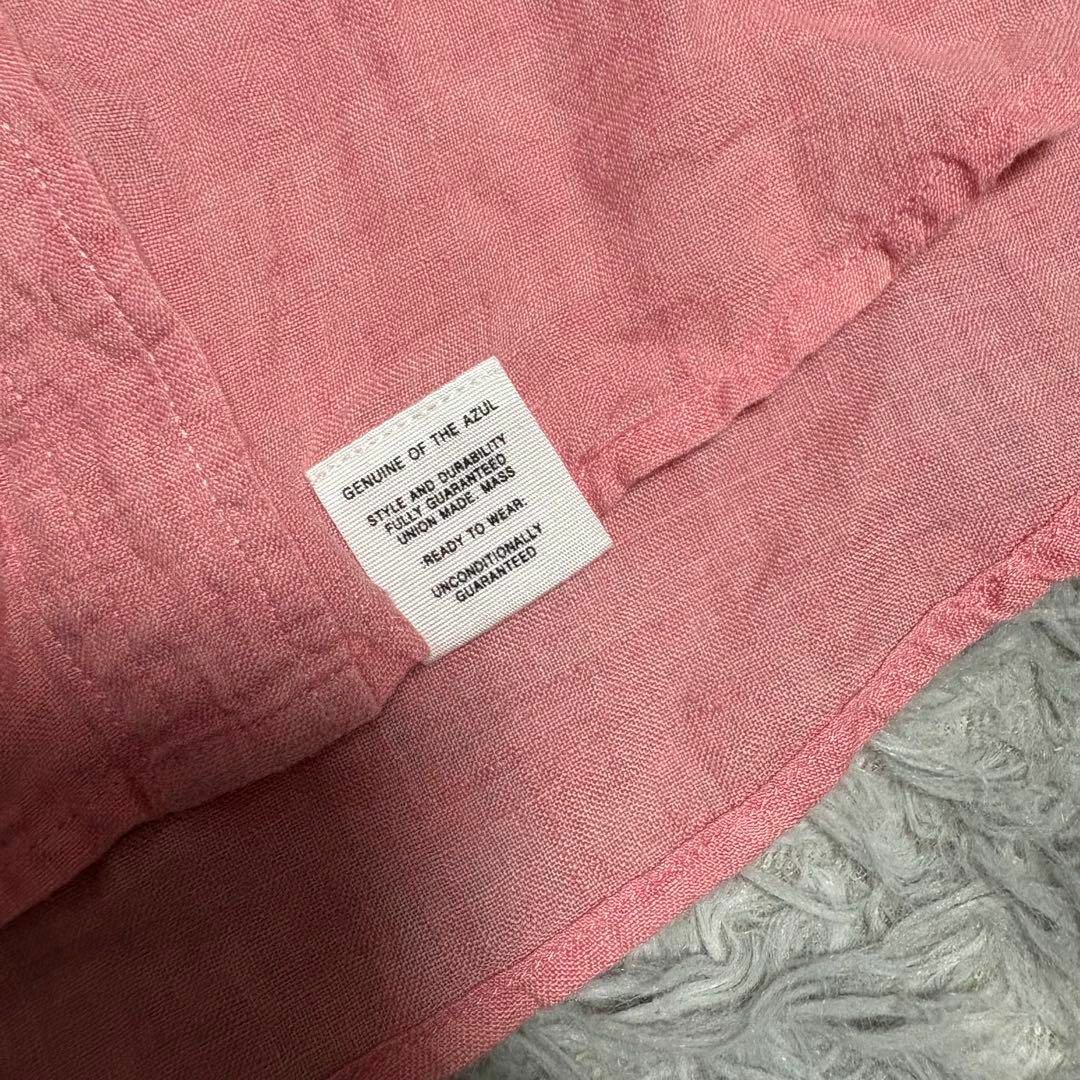 GENUINE OF THE AZUL
STYLE AND DURABILITY
FULLY GUARANTEED
UNION MADE. MASS
READY TO WEAR.
UNCONDITIONALLY
GUARANTEED